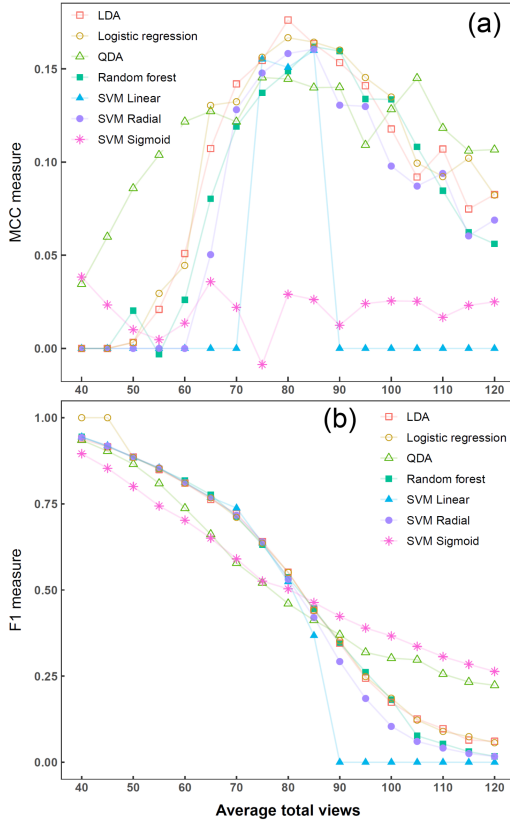 (a)
LDA
Logistic regression
QDA
Random forest
SVM Linear
SVM Radial
SVM Sigmoid
MCC measure
0.15
0.10
0.05
0.00
40 50 60 70 80 90 100 110 120
(b)
LDA
Logistic regression
QDA
Random forest
SVM Linear
SVM Radial
SVM Sigmoid
F1 measure
1.00
0.75
0.50
0.25
0.00
40 50 60 70 80 90 100 110 120
Average total views